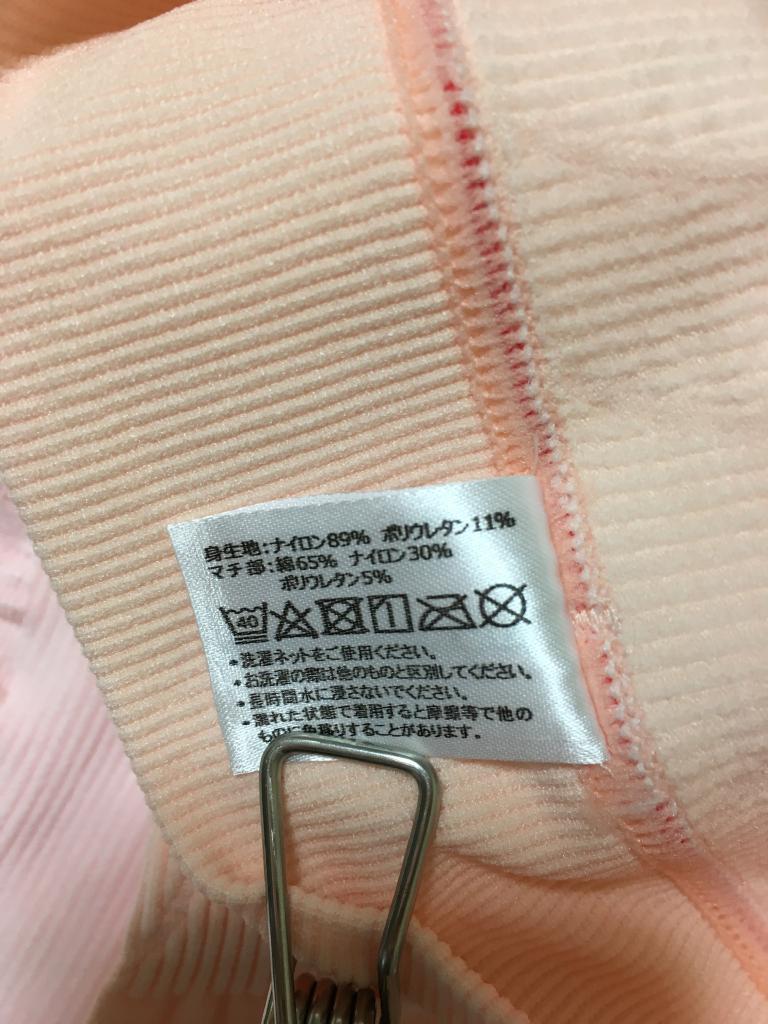 身生地:ナイロン89% ポリウレタン11%
マチ部:綿65% ナイロン30%
ポリウレタン5%
40
・洗濯ネットをご使用ください。
・お洗濯の際は他のものと区別してください。
・長時間水に浸さないでください。
・濡れた状態で着用すると摩擦等で他の
ものに色移りすることがあります。